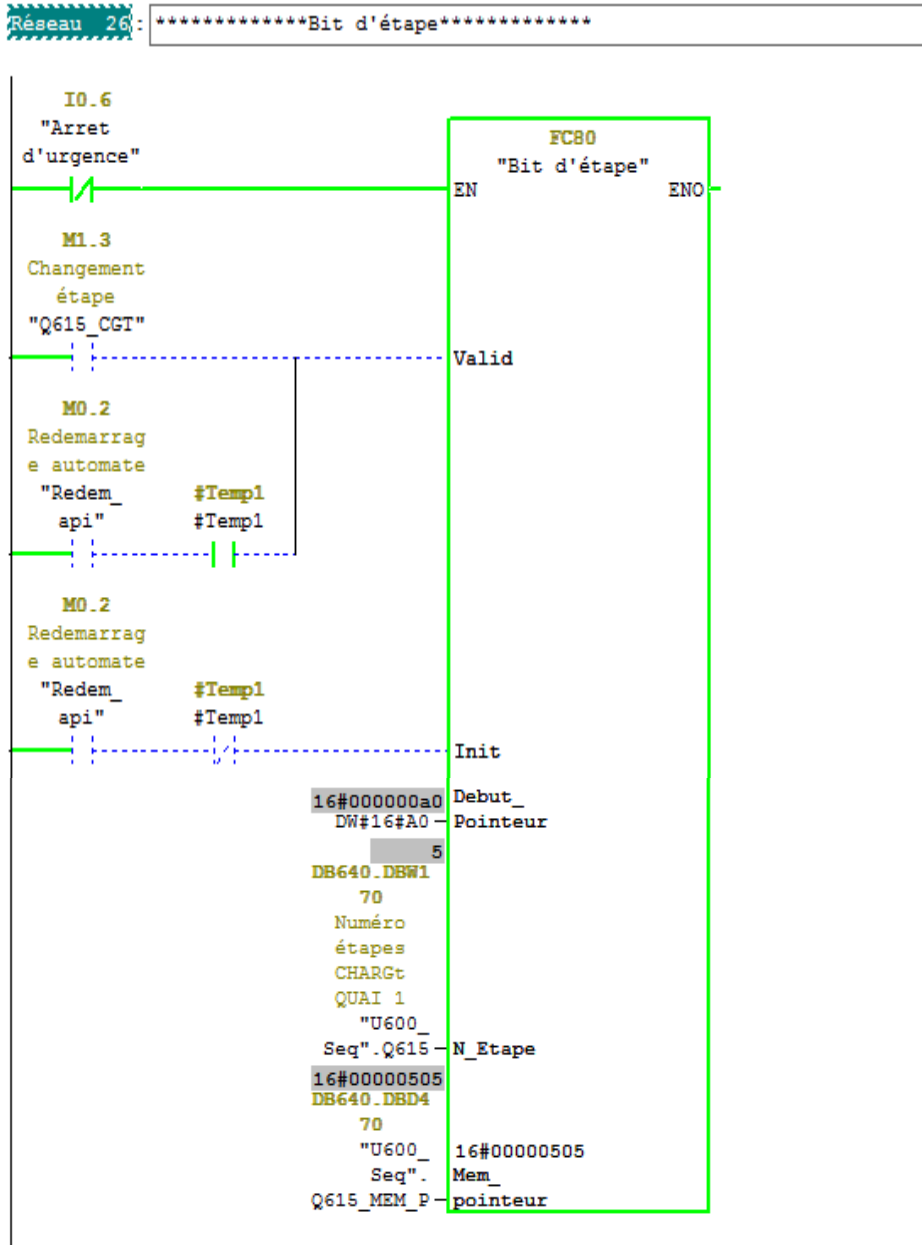 Réseau 26: *************Bit d'étape*************
I0.6
"Arret
d'urgence"
FC80
"Bit d'étape"
EN ENO
M1.3
Changement
étape
"Q615_CGT"
Valid
M0.2
Redemarrag
e automate
"Redem_ #Temp1
api" #Temp1
M0.2
Redemarrag
e automate
"Redem_ #Temp1
api" #Temp1
Init
16#000000a0 Debut_
DW#16#A0 Pointeur
5
DB640.DBW1
70
Numéro
étapes
CHARGt
QUAI 1
"U600_
Seq".Q615 N_Etape
16#00000505
DB640.DBD4
70
"U600_ 16#00000505
Seq". Mem_
Q615_MEM_P pointeur